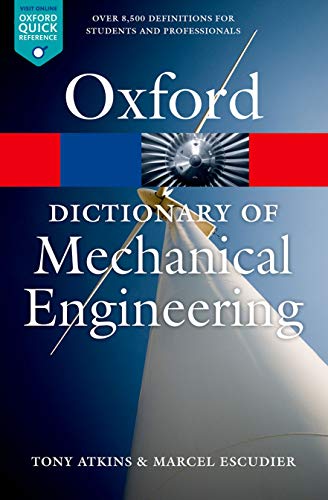 VISIT ONLINE
OXFORD
QUICK
REFERENCE
OVER 8,500 DEFINITIONS FOR
STUDENTS AND PROFESSIONALS
Oxford
DICTIONARY OF
Mechanical
Engineering
TONY ATKINS & MARCEL ESCUDIER